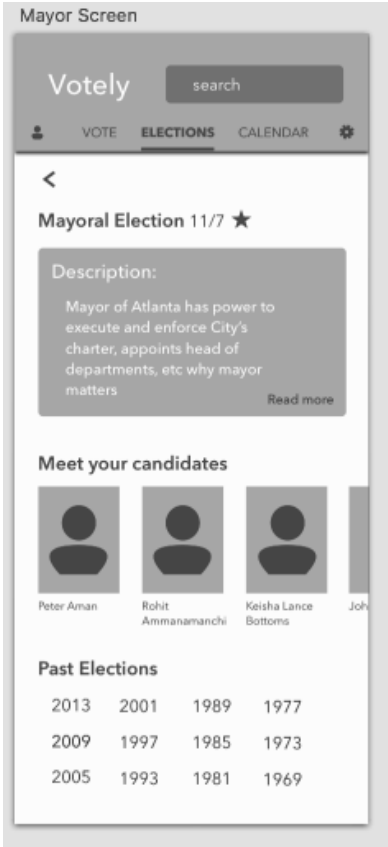 Mayor Screen
Votely
search
VOTE ELECTIONS CALENDAR
Mayoral Election 11/7
Description:
Mayor of Atlanta has power to
execute and enforce City's
charter, appoints head of
departments, etc why mayor
matters
Read more
Meet your candidates
Peter Aman
Rohit
Ammanamanchi
Keisha Lance
Bottoms
Joh
Past Elections
2013 2001 1989 1977
2009 1997 1985 1973
2005 1993 1981 1969